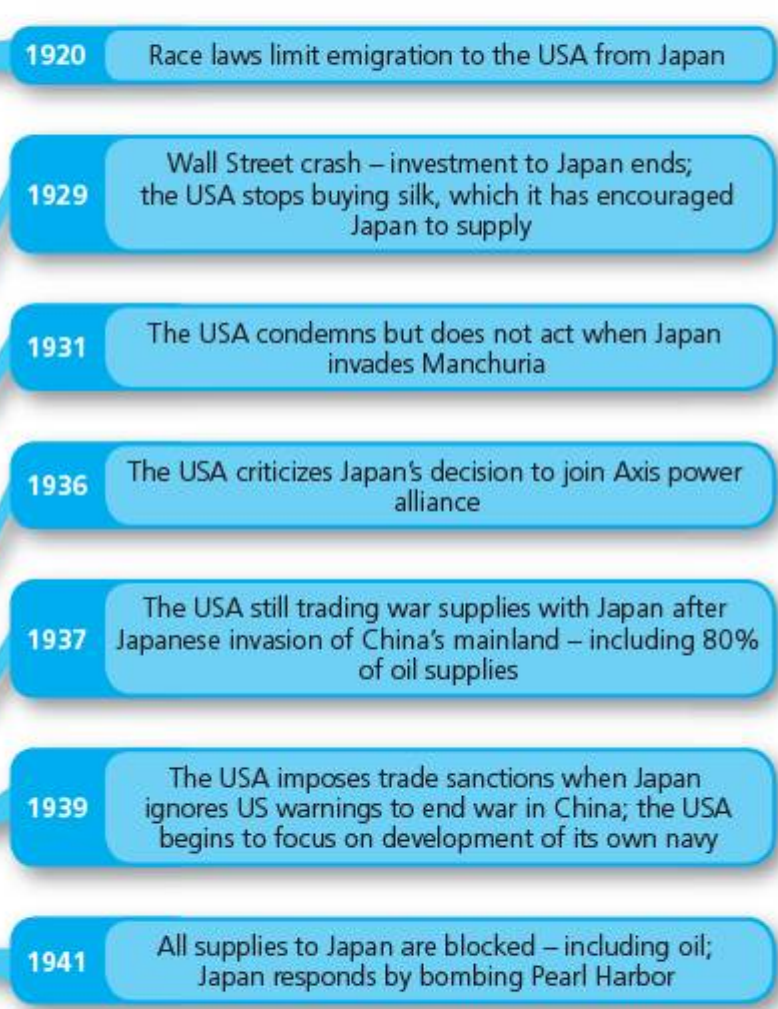 1920
Race laws limit emigration to the USA from Japan
1929
Wall Street crash – investment to Japan ends;
the USA stops buying silk, which it has encouraged
Japan to supply
1931
The USA condemns but does not act when Japan
invades Manchuria
1936
The USA criticizes Japan's decision to join Axis power
alliance
1937
The USA still trading war supplies with Japan after
Japanese invasion of China's mainland – including 80%
of oil supplies
1939
The USA imposes trade sanctions when Japan
ignores US warnings to end war in China; the USA
begins to focus on development of its own navy
1941
All supplies to Japan are blocked – including oil;
Japan responds by bombing Pearl Harbor